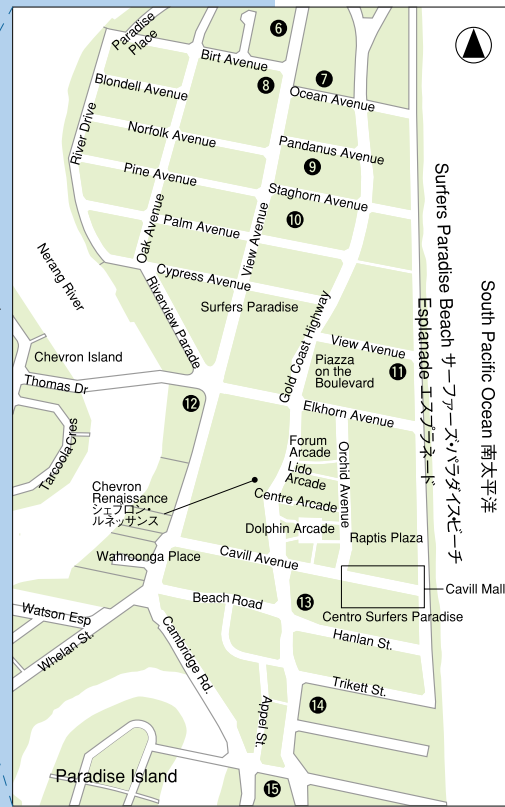 Paradise
Place
6
Birt Avenue
8
7
Blondell Avenue
Ocean Avenue
River Drive
Norfolk Avenue
Pandanus Avenue
9
Pine Avenue
Staghorn Avenue
10
Palm Avenue
Oak Avenue
View Avenue
Cypress Avenue
Nerang River
Riverview Parade
Surfers Paradise
Gold Coast Highway
Surfers Paradise Beach サーファーズ・パラダイスビーチ
Esplanade エスプラネード
South Pacific Ocean 南太平洋
View Avenue
Chevron Island
Piazza
on the
Boulevard
11
Thomas Dr
12
Elkhorn Avenue
Tarcoola Cres
Forum
Arcade
Orchid Avenue
Lido
Arcade
Chevron
Renaissance
シェブロン・
ルネッサンス
Centre Arcade
Dolphin Arcade
Raptis Plaza
Wahroonga Place
Cavill Avenue
Cavill Mall
Beach Road
13
Centro Surfers Paradise
Watson Esp
Whelan St.
Cambridge Rd.
Hanlan St.
Trikett St.
Appel St.
14
Paradise Island
15